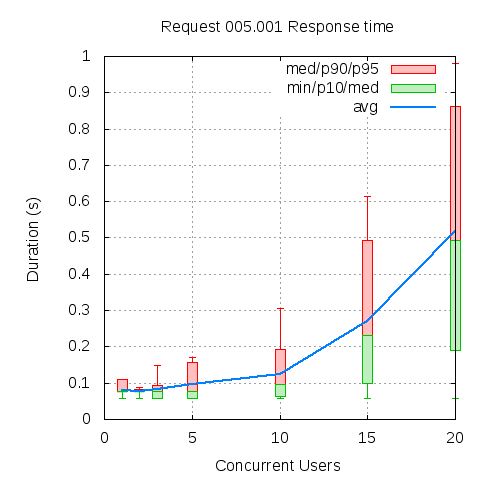 Request 005.001 Response time
med/p90/p95
min/p10/med
avg
Duration (s)
1
0.9
0.8
0.7
0.6
0.5
0.4
0.3
0.2
0.1
0
0 5 10 15 20
Concurrent Users